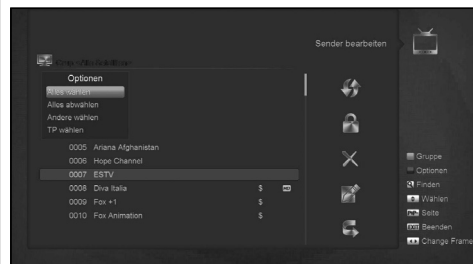 Sender bearbeiten
Optionen
Alles wählen
Alles abwählen
Andere wählen
TP wählen
0005 Ariana Afghanistan
0006 Hope Channel
0007 ESTV
0008 Diva Italia $ HD
0009 Fox +1 $
0010 Fox Animation $
Gruppe
Optionen
Finden
Wählen
Seite
EXIT Beenden
Change Frame